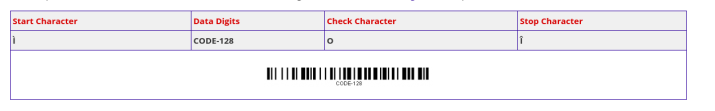 Start Character Data Digits Check Character Stop Character
Ì CODE-128 O Î
CODE-128